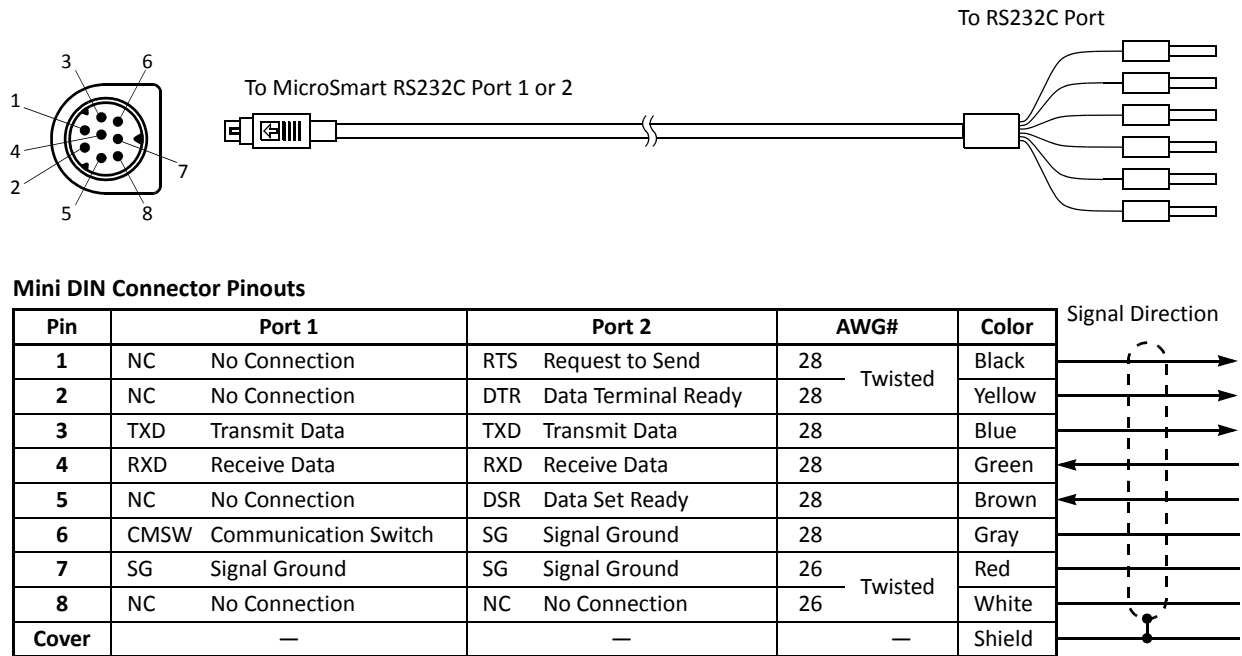 To RS232C Port
3 6
To MicroSmart RS232C Port 1 or 2
1
4
7
2
5 8
Mini DIN Connector Pinouts
Signal Direction
Pin Port 1 Port 2 AWG# Color
1 NC No Connection RTS Request to Send 28 Twisted Black
2 NC No Connection DTR Data Terminal Ready 28 Yellow
3 TXD Transmit Data TXD Transmit Data 28 Blue
4 RXD Receive Data RXD Receive Data 28 Green
5 NC No Connection DSR Data Set Ready 28 Brown
6 CMSW Communication Switch SG Signal Ground 28 Gray
7 SG Signal Ground SG Signal Ground 26 Twisted Red
8 NC No Connection NC No Connection 26 White
Cover — — — Shield